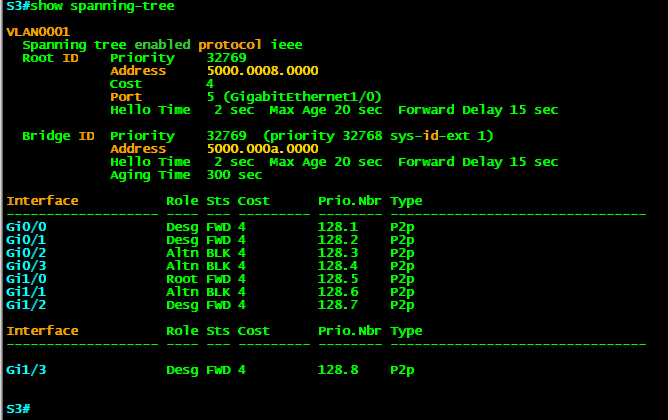 S3#show spanning-tree
VLAN0001
  Spanning tree enabled protocol ieee
  Root ID    Priority    32769
             Address     5000.0008.0000
             Cost        4
             Port        5 (GigabitEthernet1/0)
             Hello Time   2 sec  Max Age 20 sec  Forward Delay 15 sec
  Bridge ID  Priority    32769  (priority 32768 sys-id-ext 1)
             Address     5000.000a.0000
             Hello Time   2 sec  Max Age 20 sec  Forward Delay 15 sec
             Aging Time  300 sec
Interface           Role Sts Cost      Prio.Nbr Type
------------------- ---- --- --------- -------- --------------------------------
Gi0/0               Desg FWD 4         128.1    P2p
Gi0/1               Desg FWD 4         128.2    P2p
Gi0/2               Altn BLK 4         128.3    P2p
Gi0/3               Altn BLK 4         128.4    P2p
Gi1/0               Root FWD 4         128.5    P2p
Gi1/1               Altn BLK 4         128.6    P2p
Gi1/2               Desg FWD 4         128.7    P2p
Interface           Role Sts Cost      Prio.Nbr Type
------------------- ---- --- --------- -------- --------------------------------
Gi1/3               Desg FWD 4         128.8    P2p
S3#